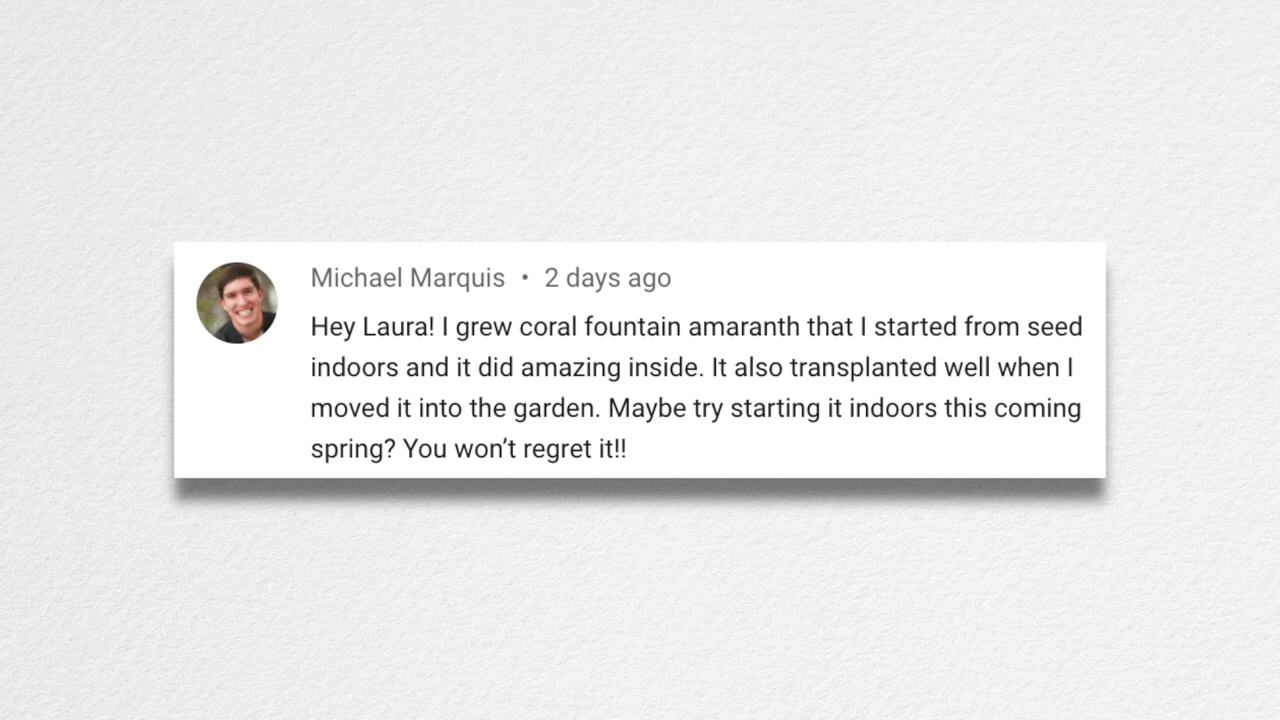 Michael Marquis • 2 days ago
Hey Laura! I grew coral fountain amaranth that I started from seed
indoors and it did amazing inside. It also transplanted well when I
moved it into the garden. Maybe try starting it indoors this coming
spring? You won’t regret it!!